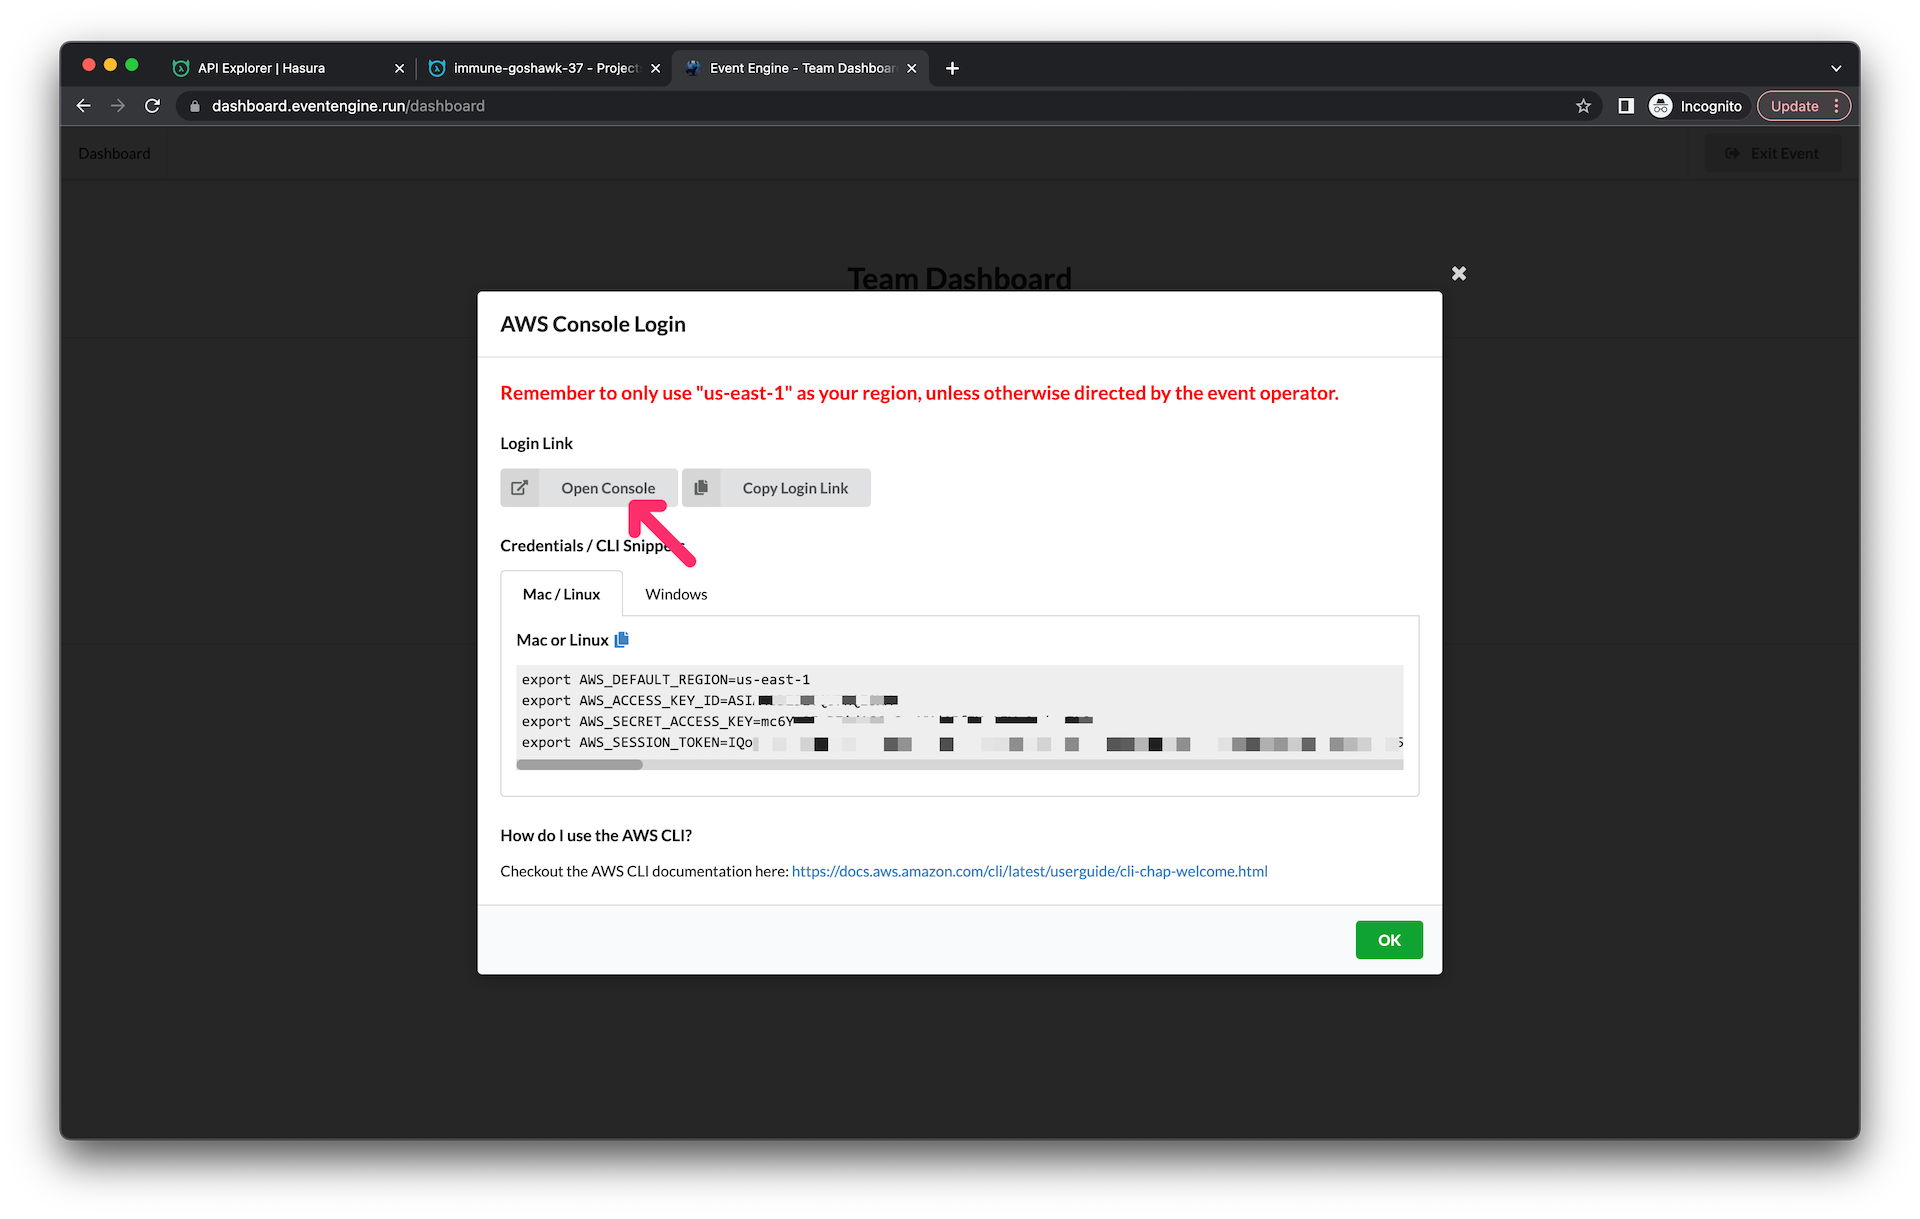 API Explorer | Hasura
immune-goshawk-37 - Project
Event Engine - Team Dashboar
dashboard.eventengine.run/dashboard
Incognito
Update
Dashboard
Exit Event
Team Dashboard
AWS Console Login
Remember to only use "us-east-1" as your region, unless otherwise directed by the event operator.
Login Link
Open Console
Copy Login Link
Credentials / CLI
Mac / Linux
Windows
Mac or Linux
export AWS_DEFAULT_REGION=us-east-1
export AWS_ACCESS_KEY_ID=ASI
export AWS_SECRET_ACCESS_KEY=mc6Y
export AWS_SESSION_TOKEN=IQo
How do I use the AWS CLI?
Checkout the AWS CLI documentation here: https://docs.aws.amazon.com/cli/latest/userguide/cli-chap-welcome.html
OK